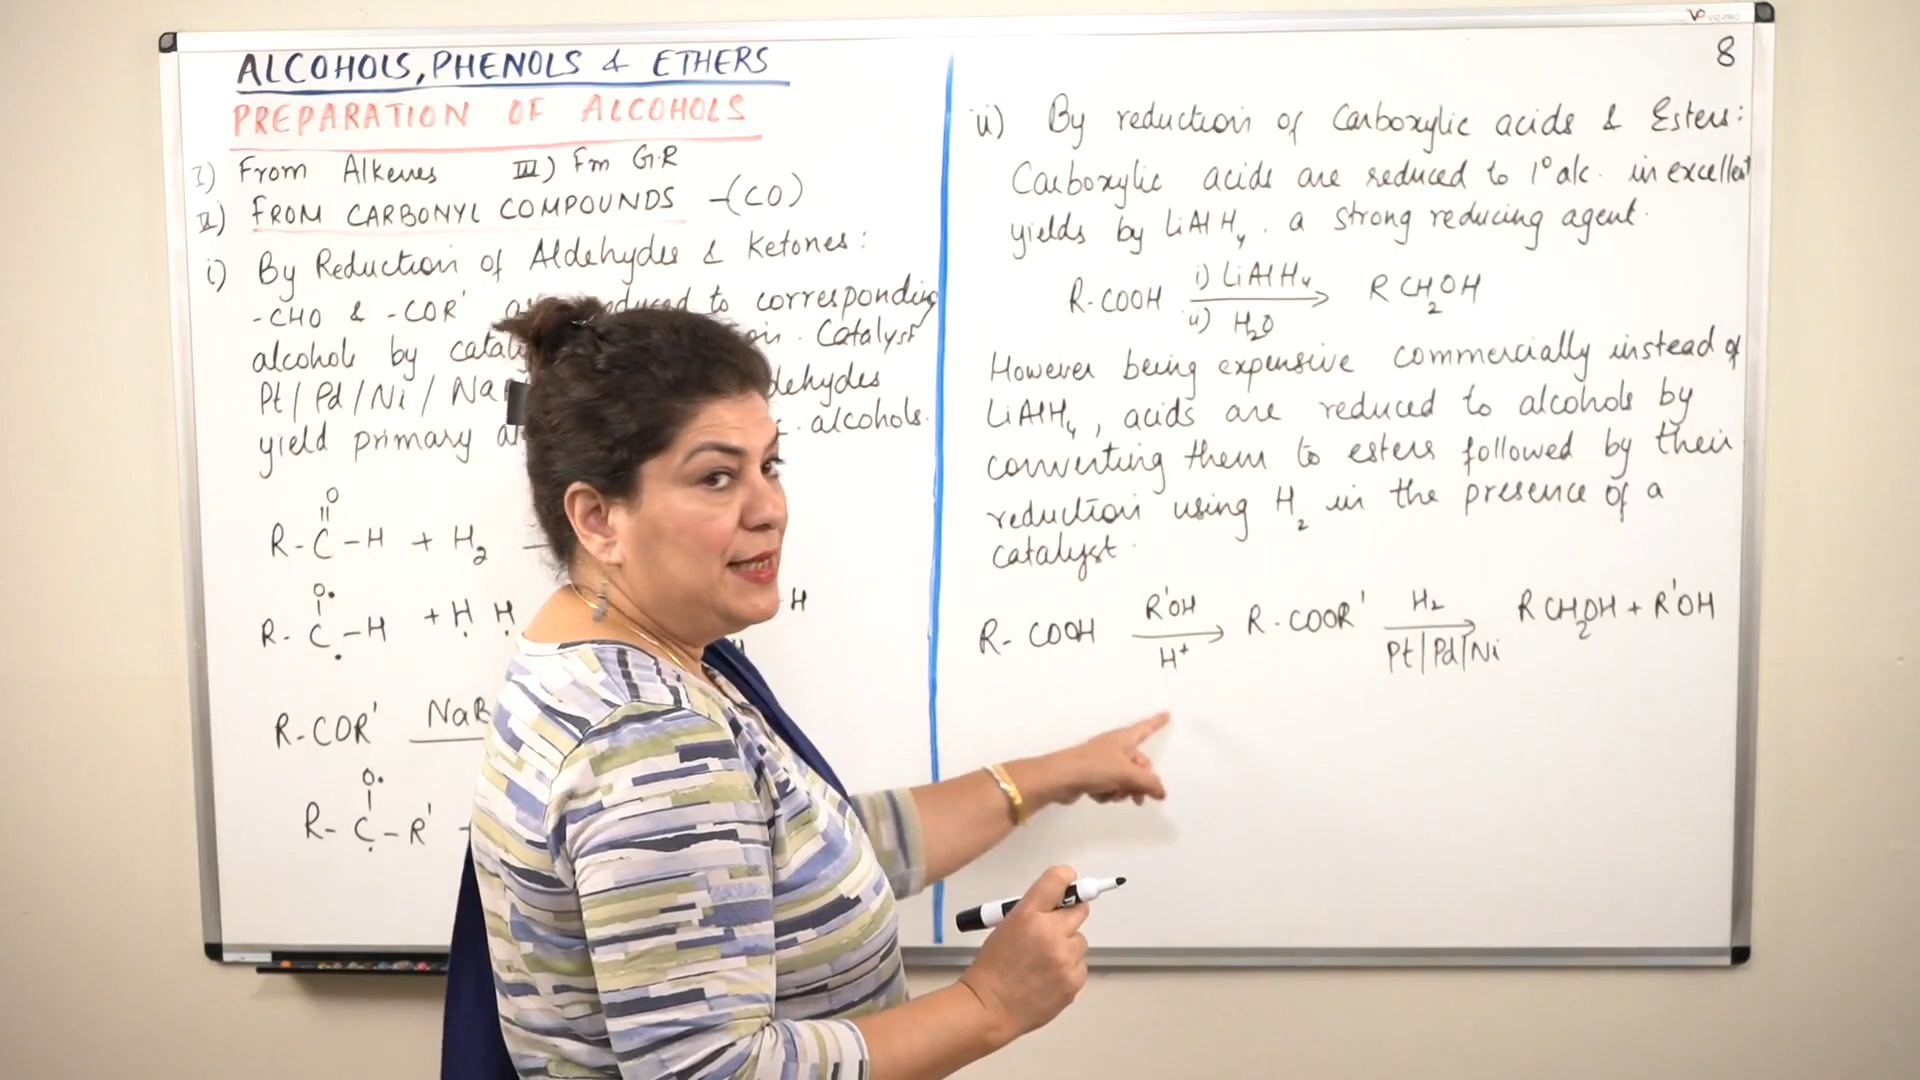 ALCOHOLS, PHENOLS & ETHERS
PREPARATION OF ALCOHOLS
I) From Alkenes III) Fm G.R
II) FROM CARBONYL COMPOUNDS -(CO)
i) By Reduction of Aldehydes & Ketones:
-CHO & -COR' to corresponding
alcohols by Catalyst
Pt/Pd/Ni/
yield primary alcohols.
O
R-C-H + H2
O•
R-C-H + H H H
R-COR'
O•
R-C-R'
8
ii) By reduction of Carboxylic acids & Esters:
Carboxylic acids are reduced to 1° alc. in excellent
yields by LiAlH4, a strong reducing agent.
R-COOH i) LiAlH4 ii) H2O → RCH2OH
However being expensive commercially instead of
LiAlH4, acids are reduced to alcohols by
converting them to esters followed by their
reduction using H2 in the presence of a
catalyst.
R-COOH R'OH H+ → R-COOR' H2 Pt|Pd|Ni → RCH2OH + R'OH